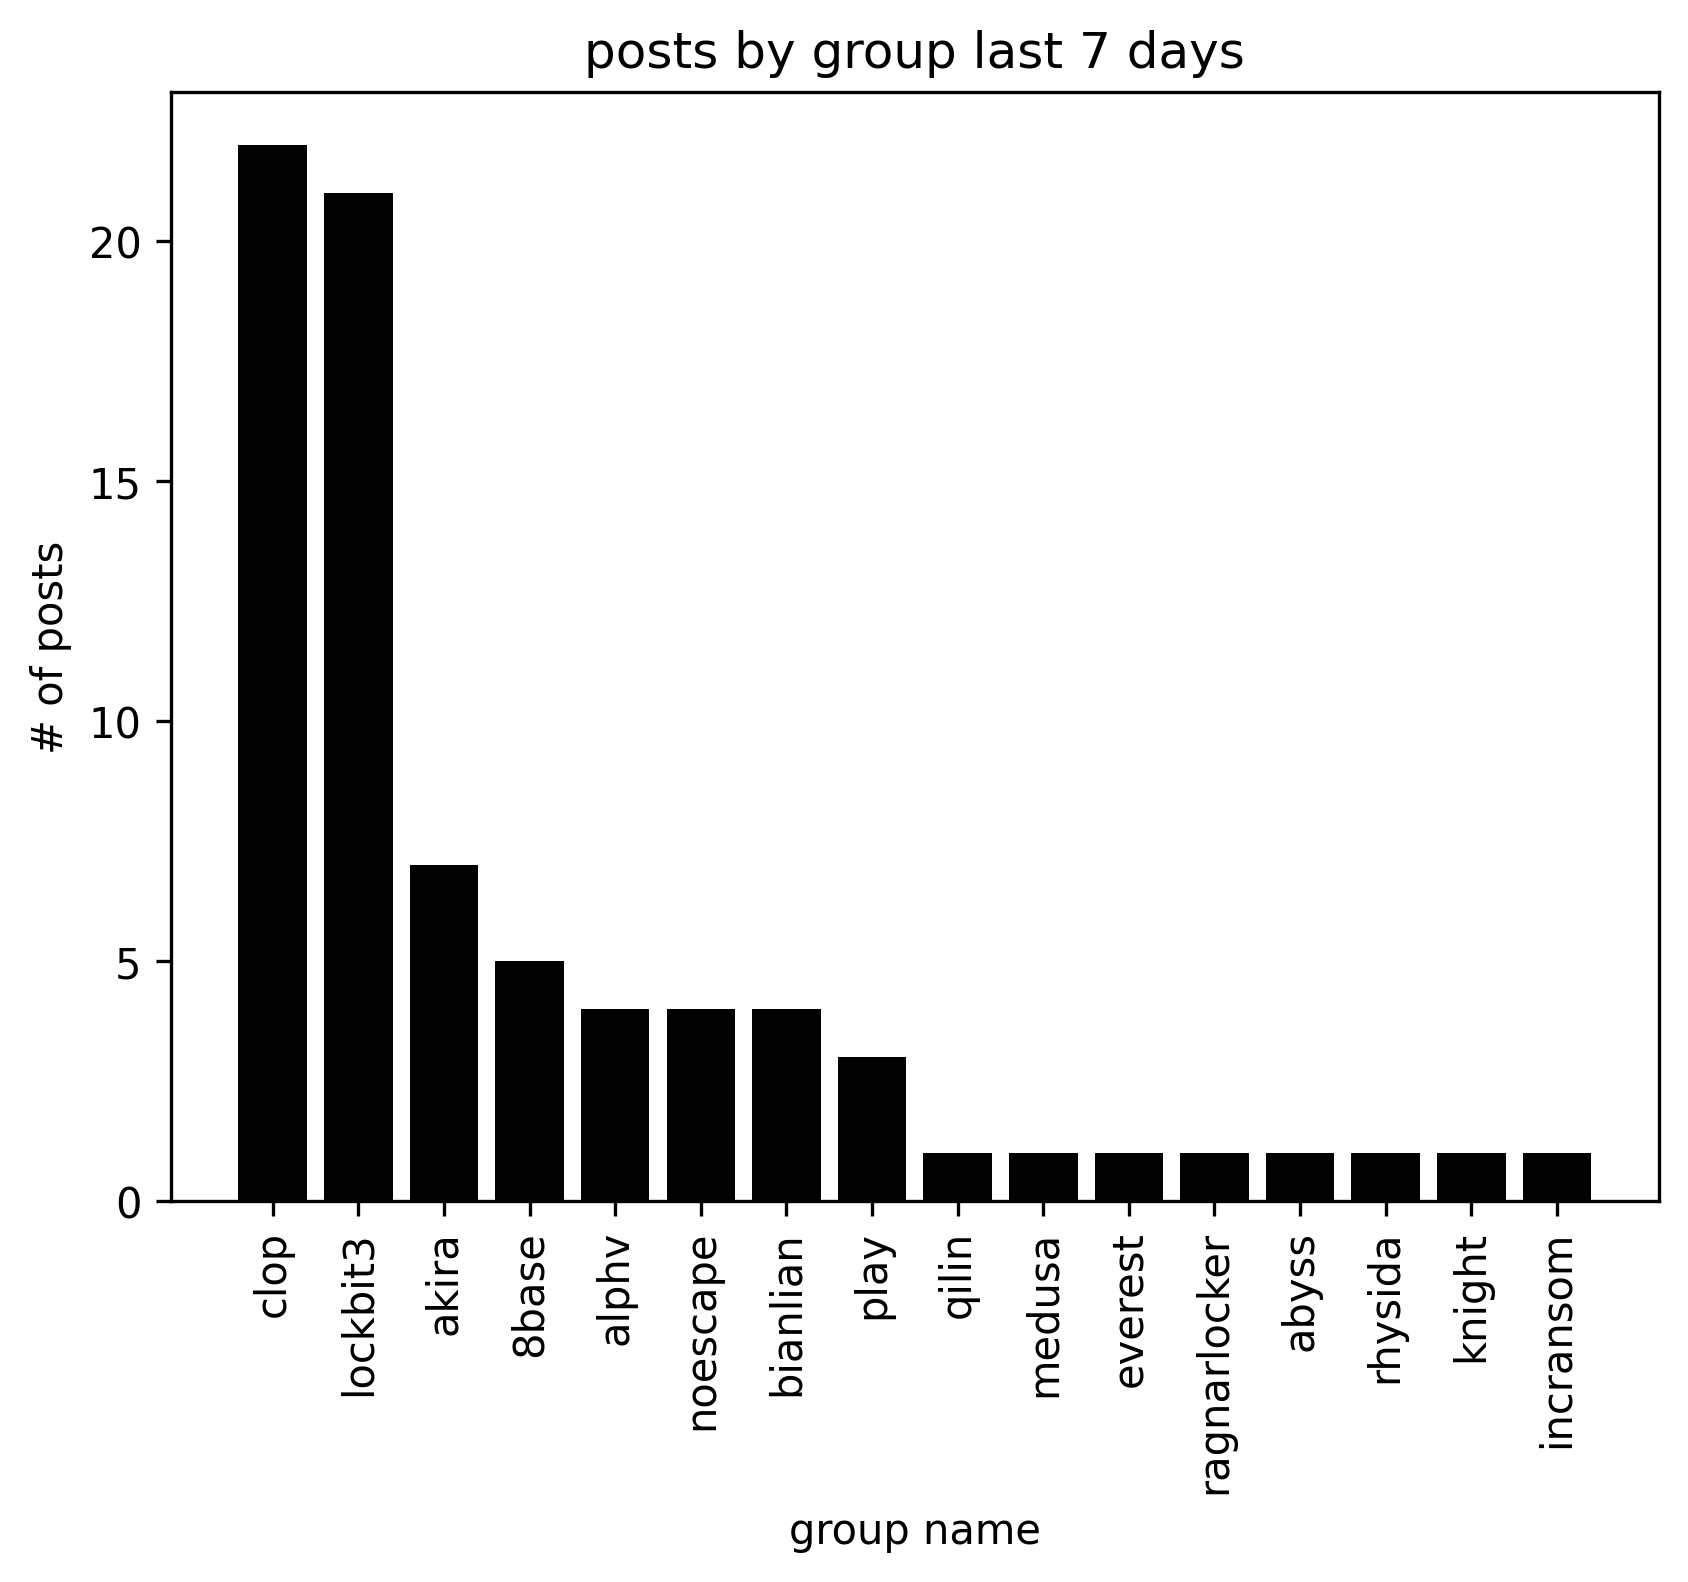 posts by group last 7 days
# of posts
20
15
10
5
0
clop
lockbit3
akira
8base
alphv
noescape
bianlian
play
qilin
medusa
everest
ragnarlocker
abyss
rhysida
knight
incransom
group name